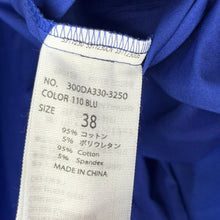 NO. 300DA330-3250
COLOR 110 BLU
SIZE 38
95% コットン
5% ポリウレタン
95% Cotton
5% Spandex
MADE IN CHINA